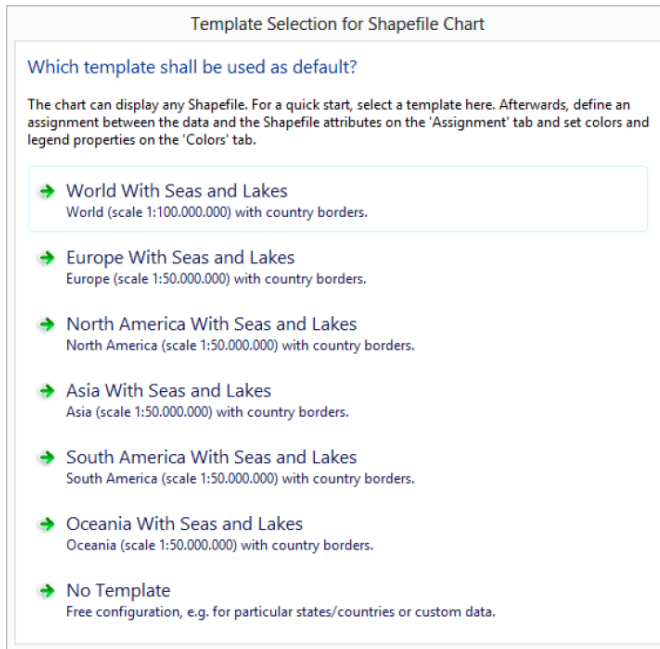 Template Selection for Shapefile Chart
Which template shall be used as default?
The chart can display any Shapefile. For a quick start, select a template here. Afterwards, define an
assignment between the data and the Shapefile attributes on the 'Assignment' tab and set colors and
legend properties on the 'Colors' tab.
World With Seas and Lakes
World (scale 1:100.000.000) with country borders.
Europe With Seas and Lakes
Europe (scale 1:50.000.000) with country borders.
North America With Seas and Lakes
North America (scale 1:50.000.000) with country borders.
Asia With Seas and Lakes
Asia (scale 1:50.000.000) with country borders.
South America With Seas and Lakes
South America (scale 1:50.000.000) with country borders.
Oceania With Seas and Lakes
Oceania (scale 1:50.000.000) with country borders.
No Template
Free configuration, e.g. for particular states/countries or custom data.